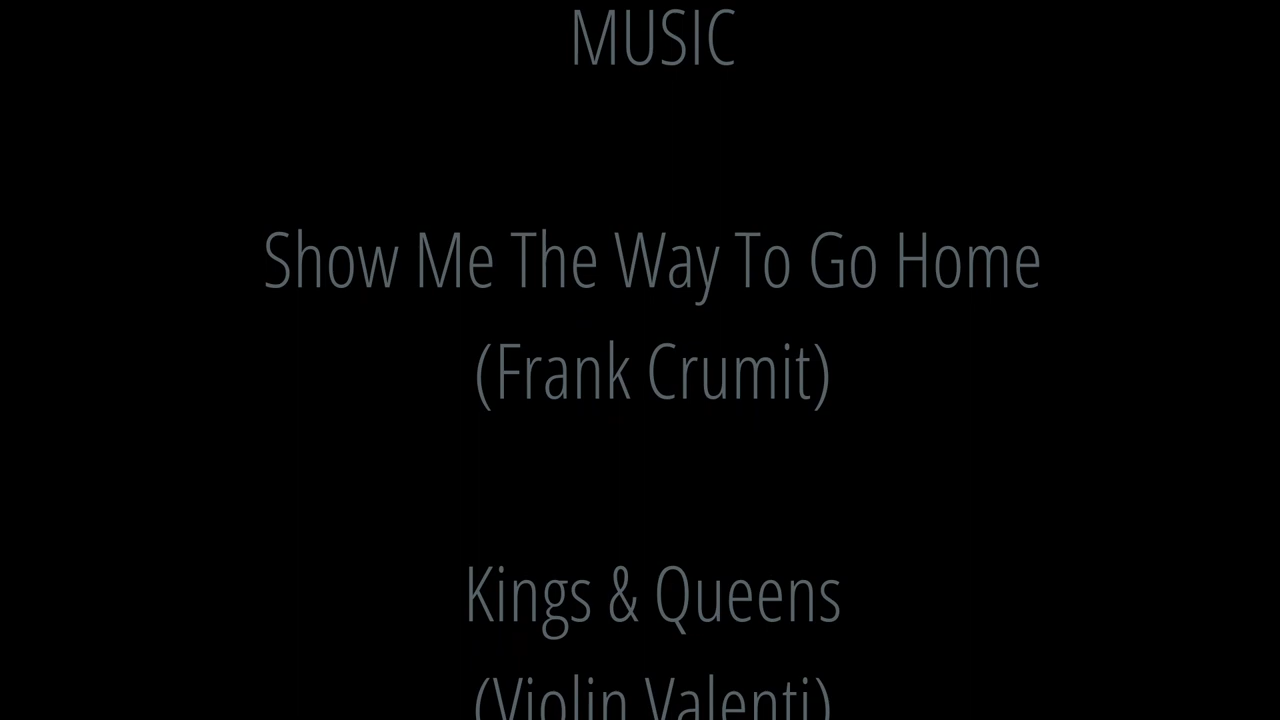 MUSIC
Show Me The Way To Go Home
(Frank Crumit)
Kings & Queens
(Violin Valenti)